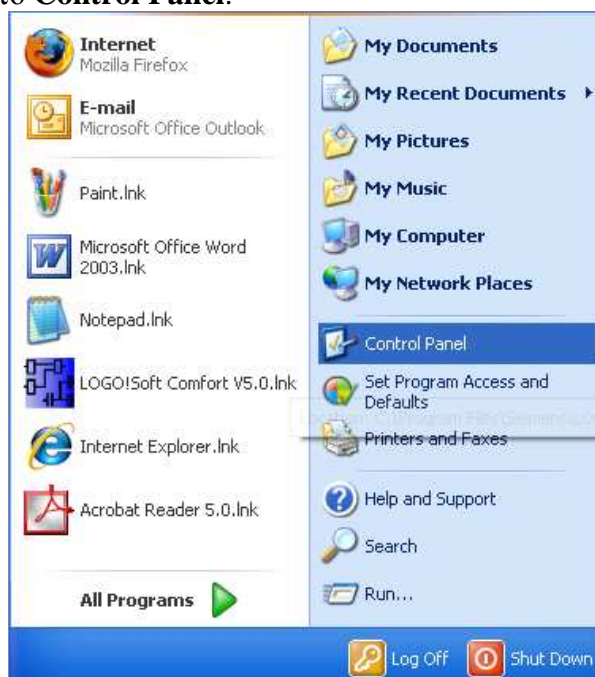 to Control Panel.
Internet
Mozilla Firefox
E-mail
Microsoft Office Outlook
Paint.lnk
Microsoft Office Word
2003.lnk
Notepad.lnk
LOGO!Soft Comfort V5.0.lnk
Internet Explorer.lnk
Acrobat Reader 5.0.lnk
All Programs
My Documents
My Recent Documents
My Pictures
My Music
My Computer
My Network Places
Control Panel
Set Program Access and
Defaults
Printers and Faxes
Help and Support
Search
Run...
Log Off
Shut Down